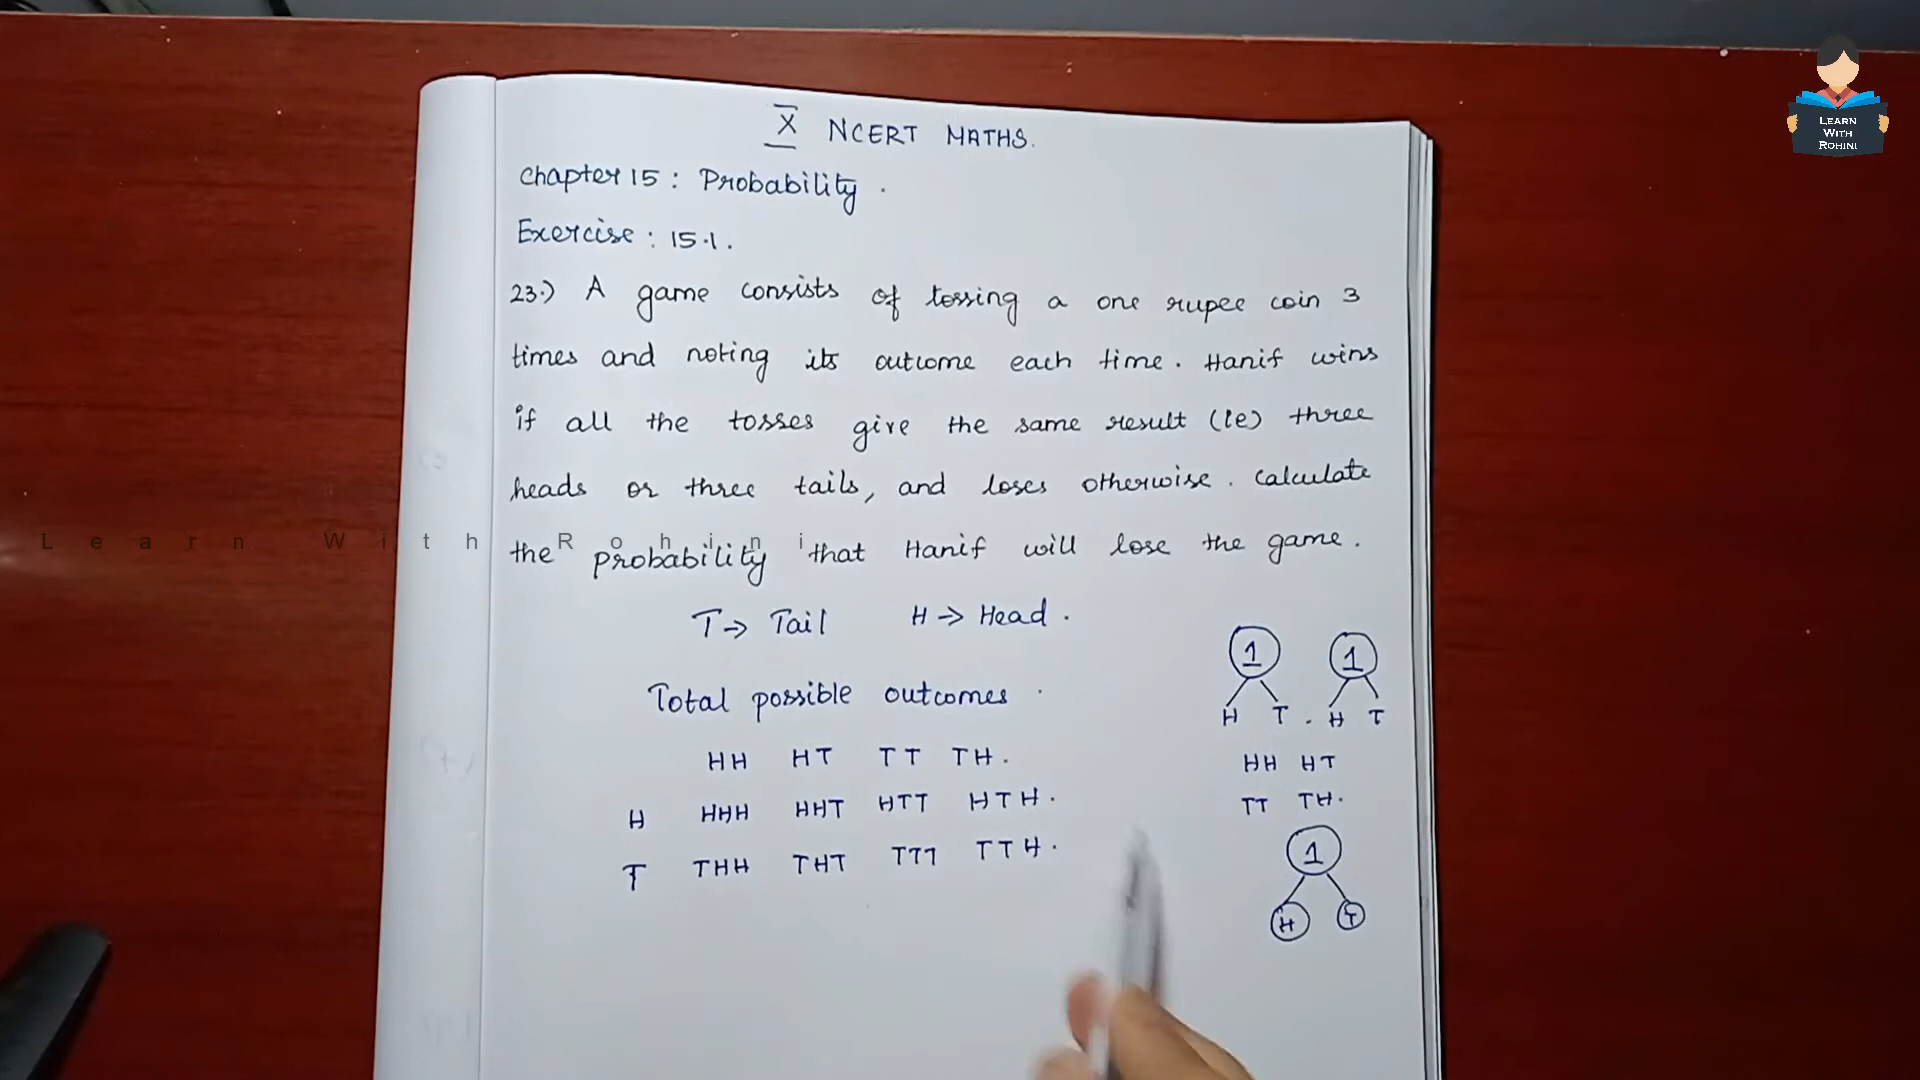 X NCERT MATHS.
Chapter 15 : Probability .
Exercise : 15.1.
23.) A game consists of tossing a one rupee coin 3
times and noting its outcome each time. Hanif wins
if all the tosses give the same result (ie) three
heads or three tails, and loses otherwise. Calculate
the probability that Hanif will lose the game.
T → Tail H → Head.
Total possible outcomes .
HH HT TT TH.
H HHH HHT HTT HTH.
T THH THT TTT TTH.
1 1
H T . H T
HH HT
TT TH.
1
H T
LEARN
WITH
ROHINI
Learn With Rohini